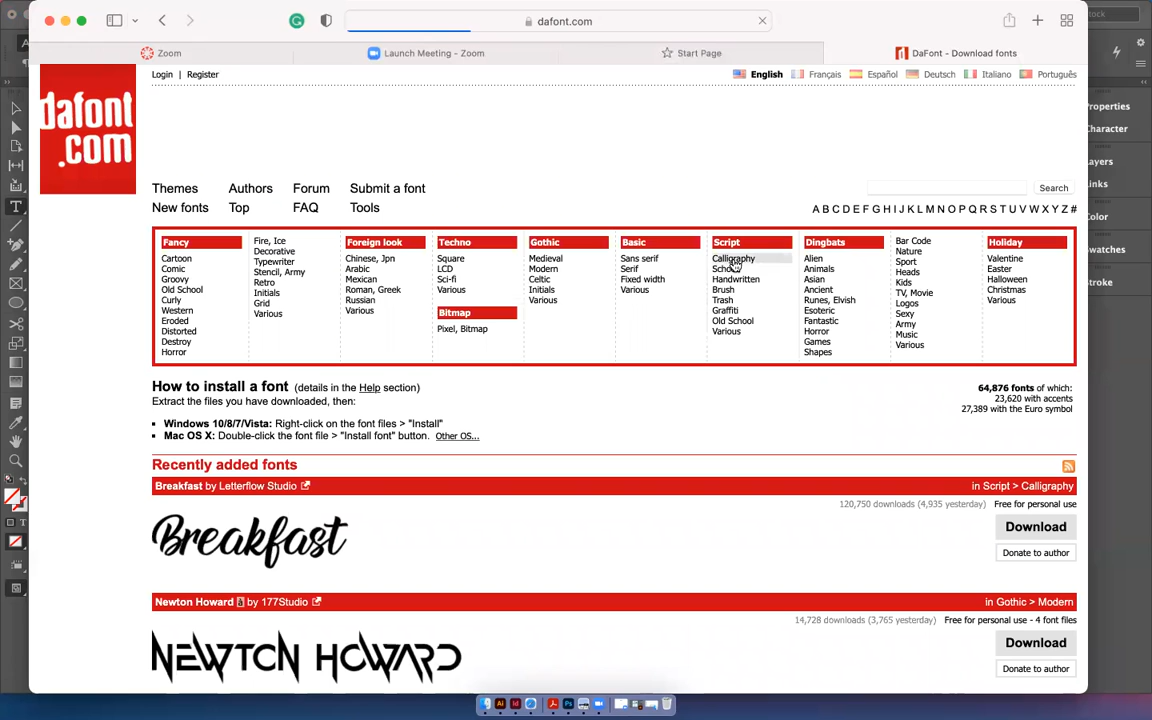 dafont.com
Zoom
Launch Meeting - Zoom
Start Page
DaFont - Download fonts
stock
dafont
.com
Login | Register
English
Français
Español
Deutsch
Italiano
Português
Themes
Authors
Forum
Submit a font
New fonts
Top
FAQ
Tools
Search
A B C D E F G H I J K L M N O P Q R S T U V W X Y Z #
Fancy
Cartoon
Comic
Groovy
Old School
Curly
Western
Eroded
Distorted
Destroy
Horror
Fire, Ice
Decorative
Typewriter
Stencil, Army
Retro
Initials
Grid
Various
Foreign look
Chinese, Jpn
Arabic
Mexican
Roman, Greek
Russian
Various
Techno
Square
LCD
Sci-fi
Various
Bitmap
Pixel, Bitmap
Gothic
Medieval
Modern
Celtic
Initials
Various
Basic
Sans serif
Serif
Fixed width
Various
Script
Calligraphy
School
Handwritten
Brush
Trash
Graffiti
Old School
Various
Dingbats
Alien
Animals
Asian
Ancient
Runes, Elvish
Esoteric
Fantastic
Horror
Games
Shapes
Bar Code
Nature
Sport
Heads
Kids
TV, Movie
Logos
Sexy
Army
Music
Various
Holiday
Valentine
Easter
Halloween
Christmas
Various
How to install a font (details in the Help section)
Extract the files you have downloaded, then:
Windows 10/8/7/Vista: Right-click on the font files > "Install"
Mac OS X: Double-click the font file > "Install font" button. Other OS...
64,876 fonts of which:
23,620 with accents
27,389 with the Euro symbol
Recently added fonts
Breakfast by Letterflow Studio
in Script > Calligraphy
120,750 downloads (4,935 yesterday)
Free for personal use
Breakfast
Download
Donate to author
Newton Howard by 177Studio
in Gothic > Modern
14,728 downloads (3,765 yesterday)
Free for personal use - 4 font files
NEWTON HOWARD
Download
Donate to author
Properties
Character
Layers
Links
Color
Swatches
Stroke